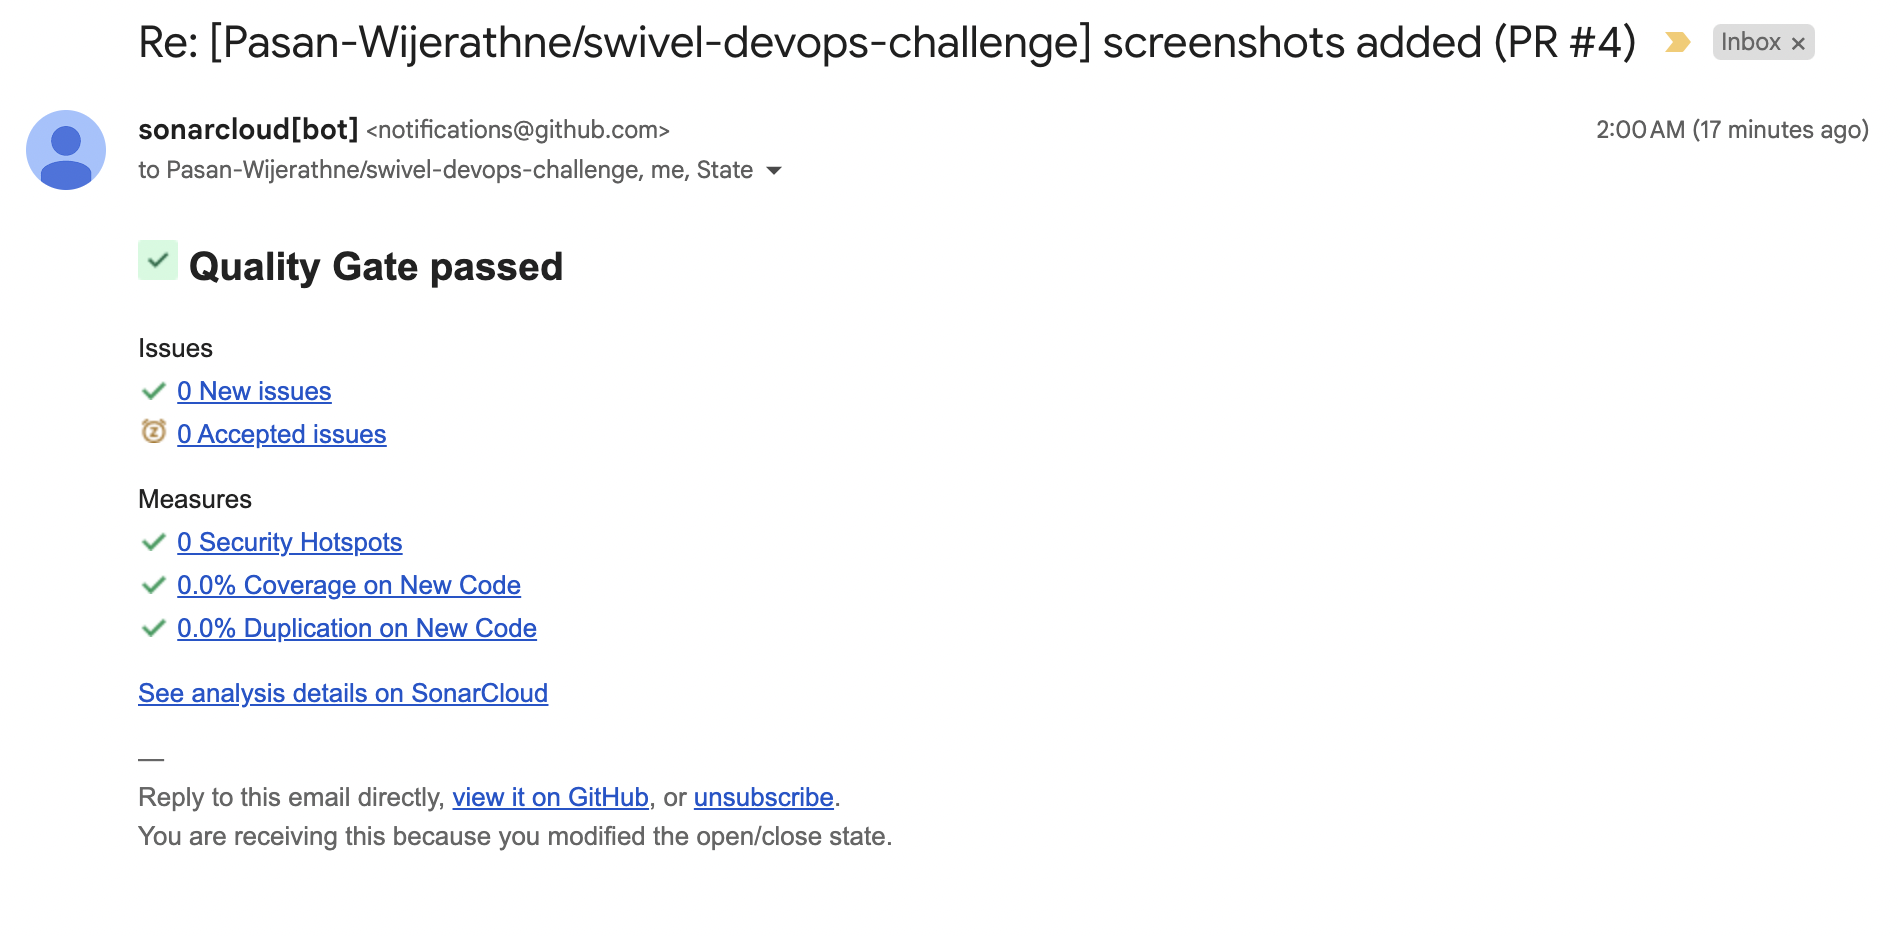 Re: [Pasan-Wijerathne/swivel-devops-challenge] screenshots added (PR #4) Inbox ×
sonarcloud[bot] <notifications@github.com> 2:00 AM (17 minutes ago)
to Pasan-Wijerathne/swivel-devops-challenge, me, State
Quality Gate passed
Issues
0 New issues
0 Accepted issues
Measures
0 Security Hotspots
0.0% Coverage on New Code
0.0% Duplication on New Code
See analysis details on SonarCloud
—
Reply to this email directly, view it on GitHub, or unsubscribe.
You are receiving this because you modified the open/close state.